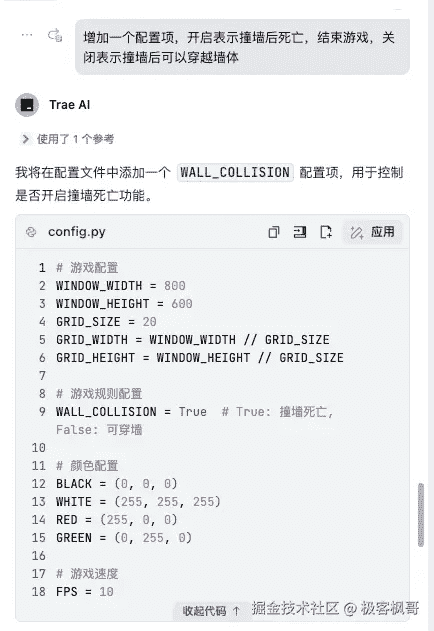 增加一个配置项，开启表示撞墙后死亡，结束游戏，关
闭表示撞墙后可以穿越墙体
Trae AI
使用了 1 个参考
我将在配置文件中添加一个 WALL_COLLISION 配置项，用于控制
是否开启撞墙死亡功能。
config.py 应用
1 # 游戏配置
2 WINDOW_WIDTH = 800
3 WINDOW_HEIGHT = 600
4 GRID_SIZE = 20
5 GRID_WIDTH = WINDOW_WIDTH // GRID_SIZE
6 GRID_HEIGHT = WINDOW_HEIGHT // GRID_SIZE
7
8 # 游戏规则配置
9 WALL_COLLISION = True  # True: 撞墙死亡,
False: 可穿墙
10
11 # 颜色配置
12 BLACK = (0, 0, 0)
13 WHITE = (255, 255, 255)
14 RED = (255, 0, 0)
15 GREEN = (0, 255, 0)
16
17 # 游戏速度
18 FPS = 10
收起代码 ↑ 掘金技术社区 @ 极客枫哥